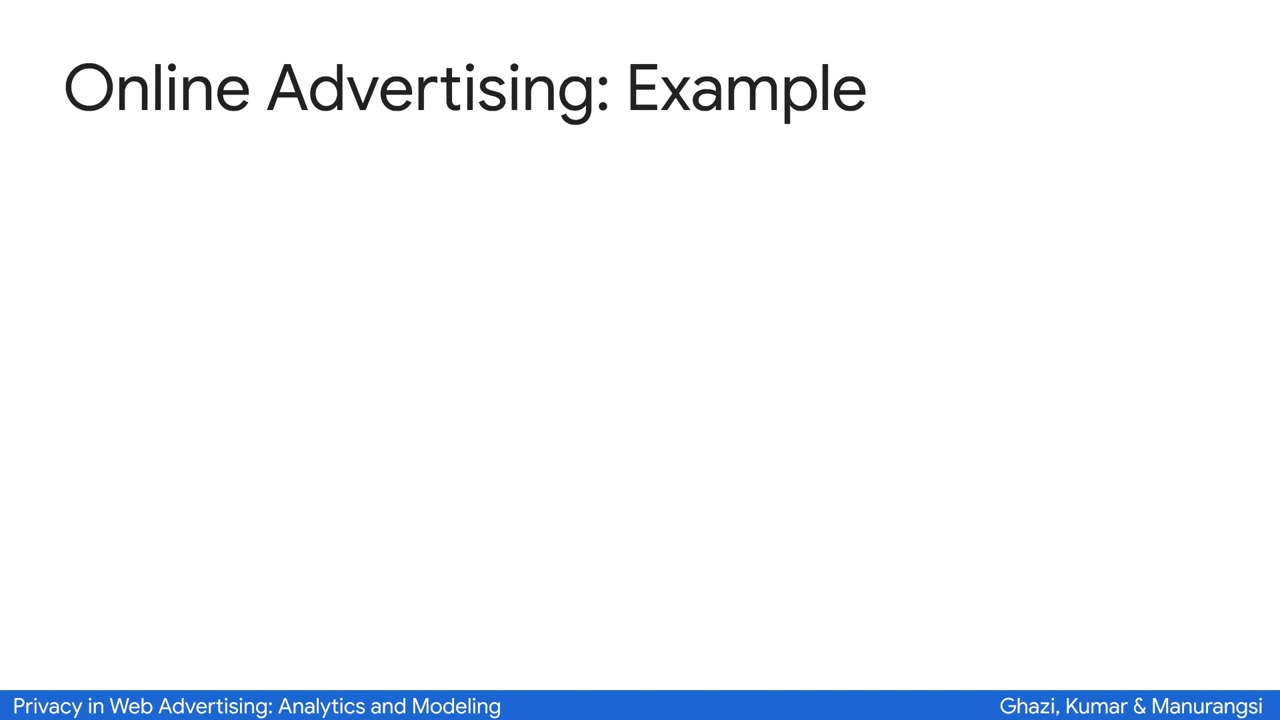 Online Advertising: Example
Privacy in Web Advertising: Analytics and Modeling
Ghazi, Kumar & Manurangsi